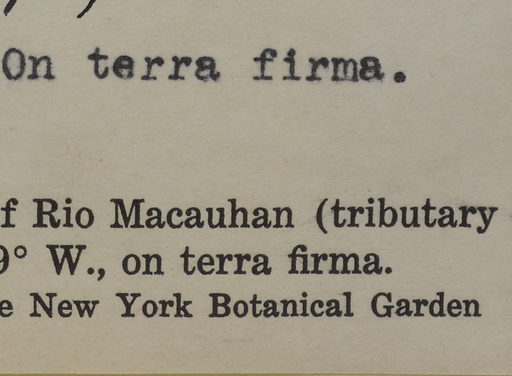 On terra firma.
f Rio Macauhan (tributary
9° W., on terra firma.
e New York Botanical Garden